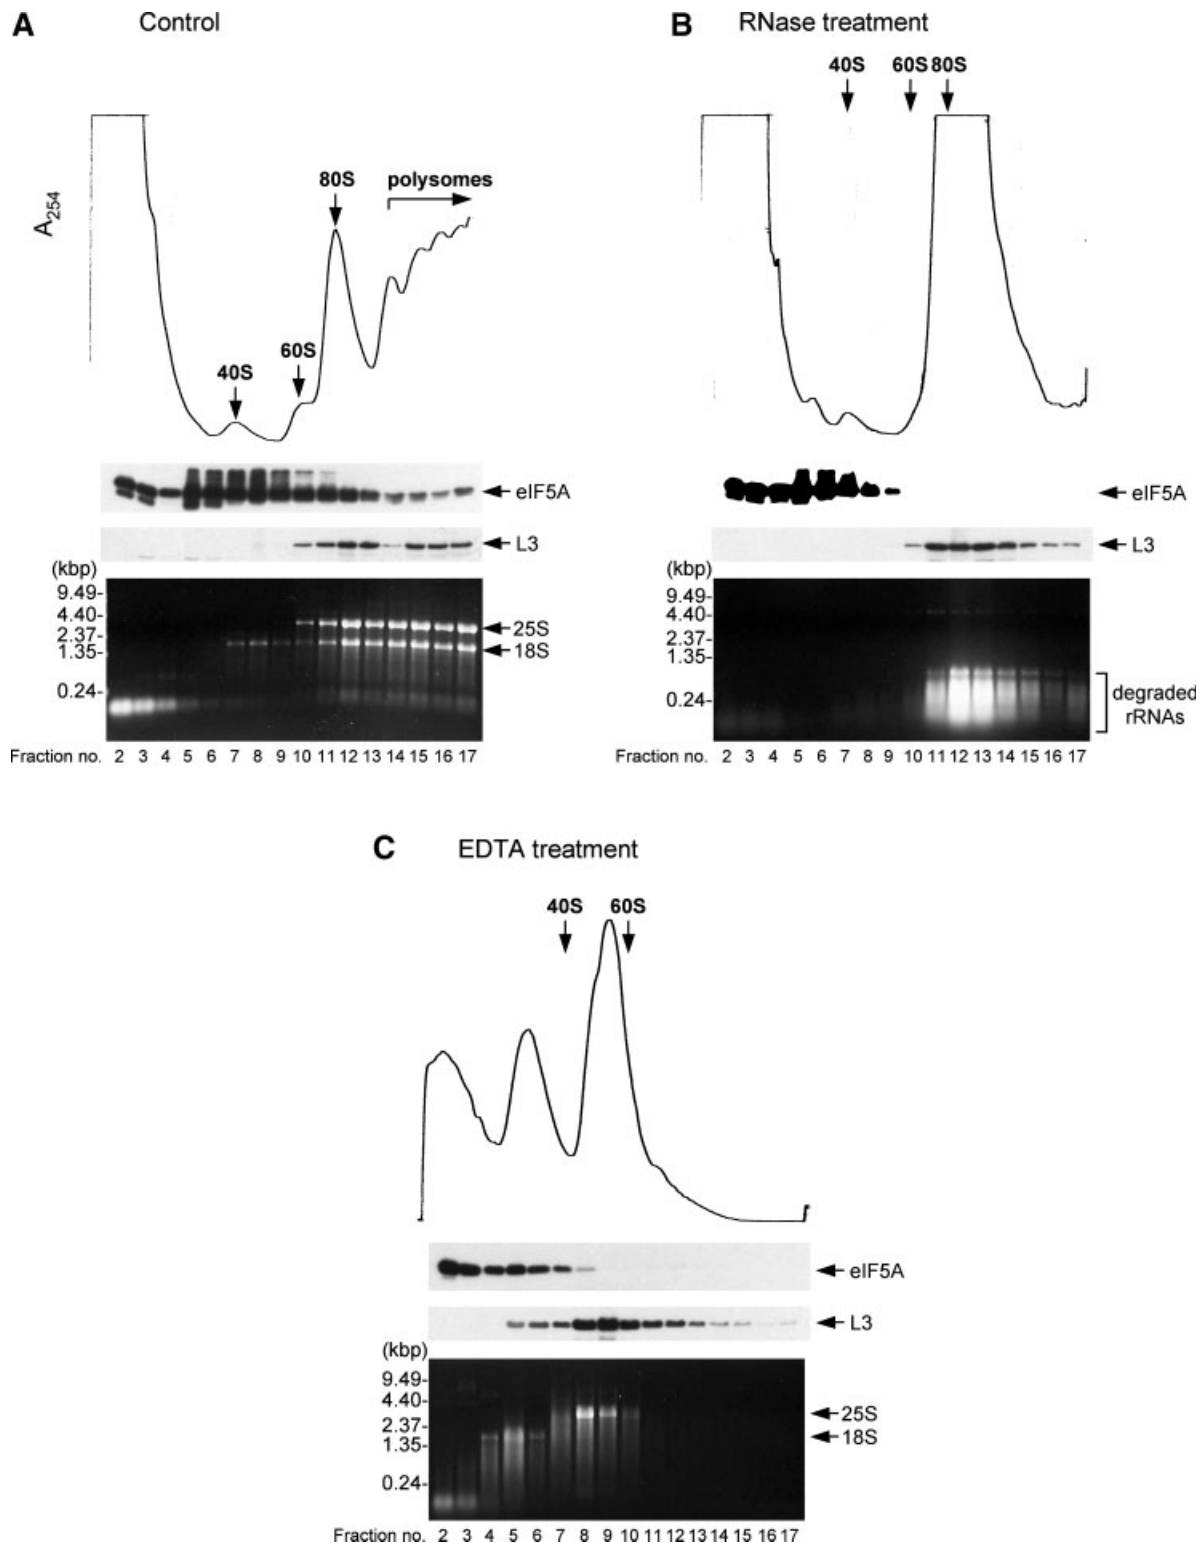 A Control
A254
40S
60S
80S
polysomes
eIF5A
L3
(kbp)
9.49-
4.40-
2.37-
1.35-
0.24-
25S
18S
Fraction no. 2 3 4 5 6 7 8 9 10 11 12 13 14 15 16 17
B RNase treatment
40S 60S 80S
eIF5A
L3
(kbp)
9.49-
4.40-
2.37-
1.35-
0.24-
degraded
rRNAs
Fraction no. 2 3 4 5 6 7 8 9 10 11 12 13 14 15 16 17
C EDTA treatment
40S 60S
eIF5A
L3
(kbp)
9.49-
4.40-
2.37-
1.35-
0.24-
25S
18S
Fraction no. 2 3 4 5 6 7 8 9 10 11 12 13 14 15 16 17